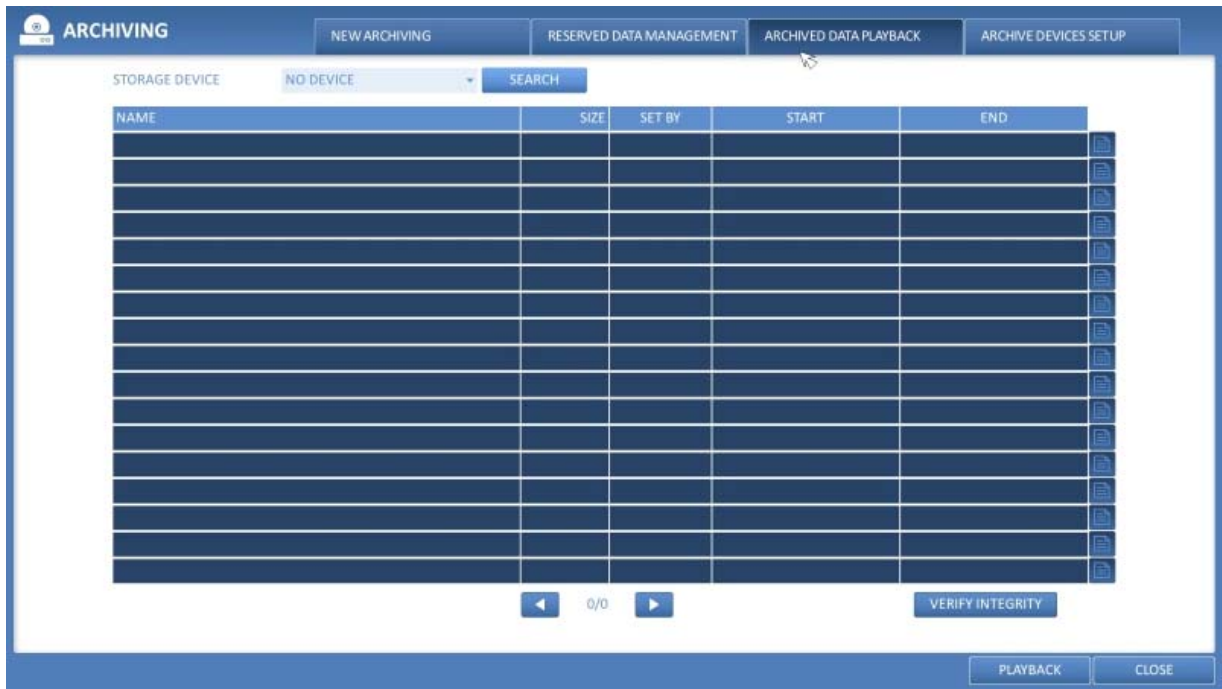 ARCHIVING
NEW ARCHIVING
RESERVED DATA MANAGEMENT
ARCHIVED DATA PLAYBACK
ARCHIVE DEVICES SETUP
STORAGE DEVICE NO DEVICE SEARCH
NAME SIZE SET BY START END
0/0 VERIFY INTEGRITY
PLAYBACK CLOSE